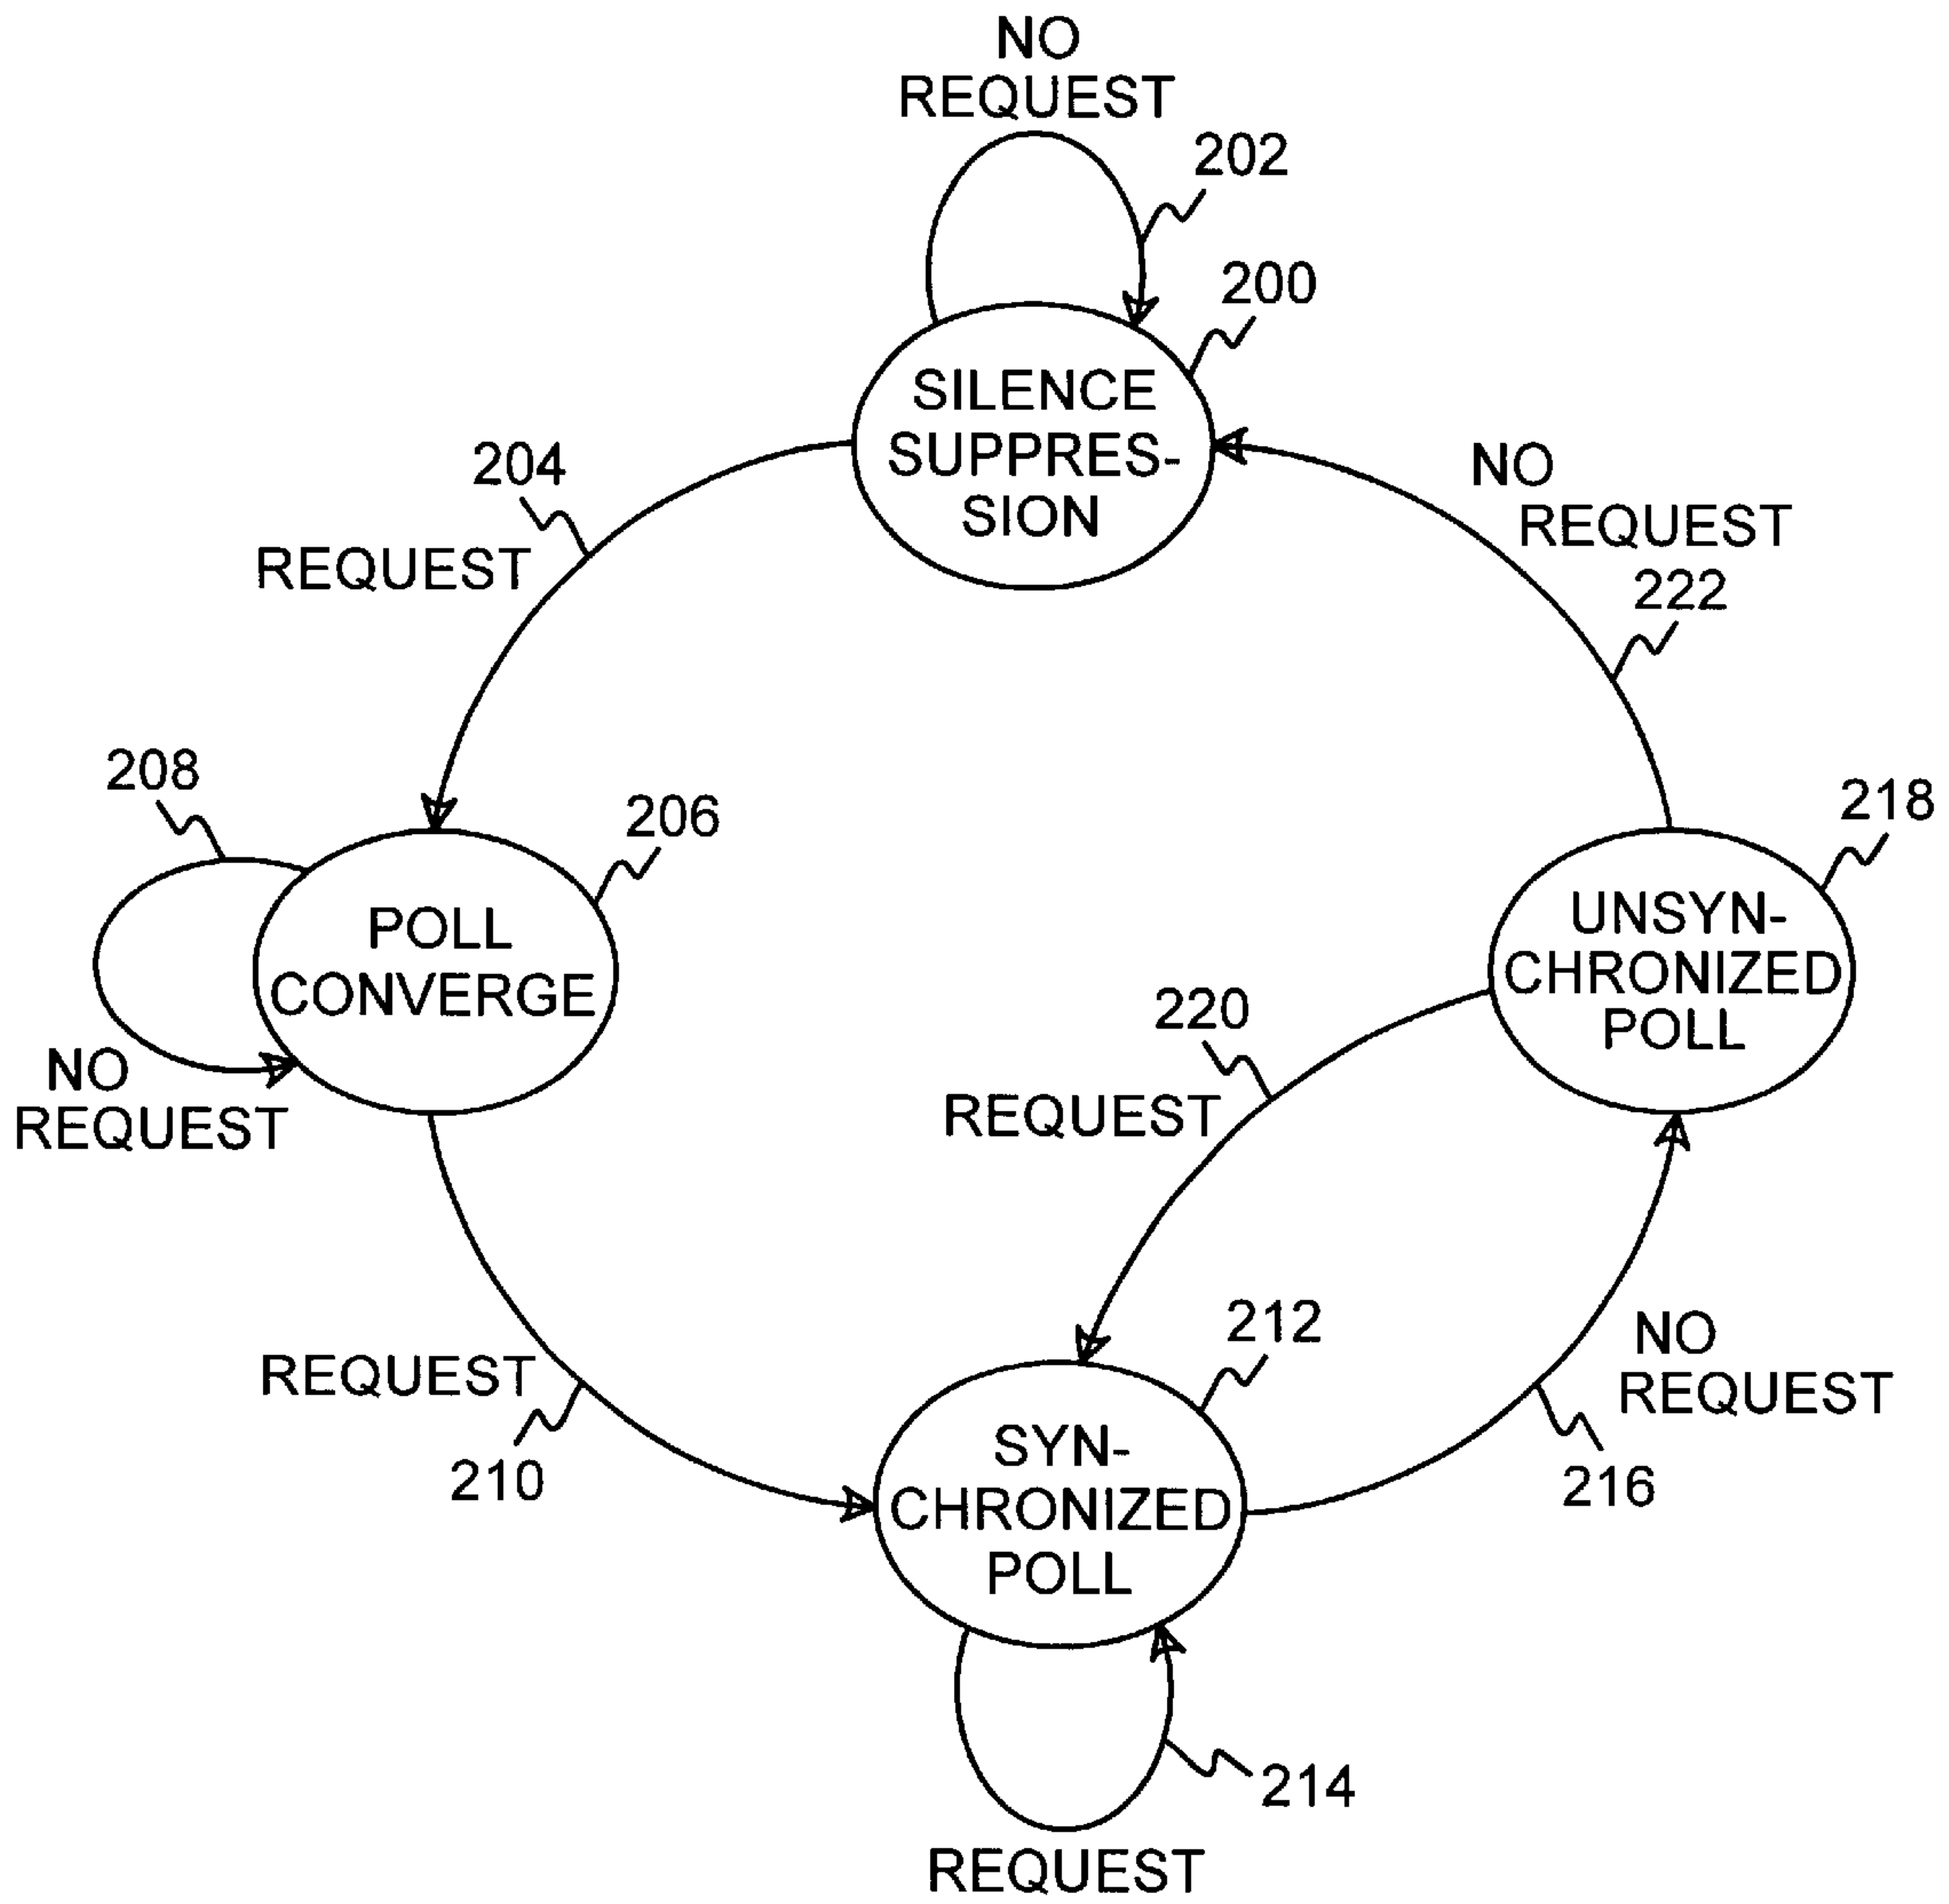 NO
REQUEST
202
200
SILENCE
SUPPRES-
SION
204
REQUEST
NO
REQUEST
222
208
206
POLL
CONVERGE
NO
REQUEST
218
UNSYN-
CHRONIZED
POLL
220
REQUEST
REQUEST
210
212
SYN-
CHRONIZED
POLL
NO
REQUEST
216
214
REQUEST